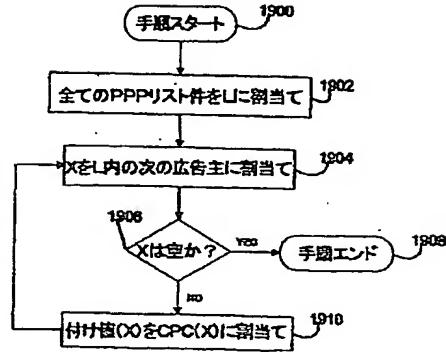 手順スタート
1900
全てのPPPリスト件をLに割当て
1902
XをL内の次の広告主に割当て
1904
1906
Xは空か?
Yes
手順エンド
1908
No
付け値(X)をCPC(X)に割当て
1910